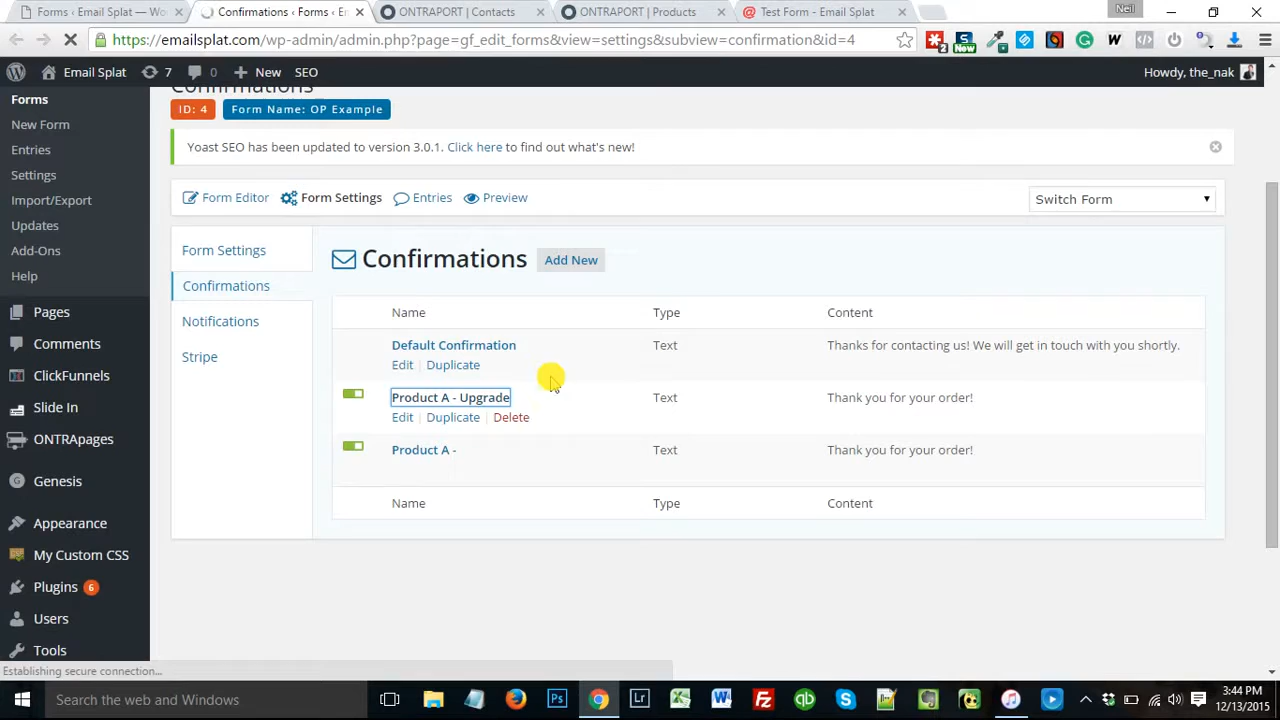 Forms ‹ Email Splat — Wo
Confirmations ‹ Forms ‹ E
ONTRAPORT | Contacts
ONTRAPORT | Products
Test Form - Email Splat
Neil
https://emailsplat.com/wp-admin/admin.php?page=gf_edit_forms&view=settings&subview=confirmation&id=4
2
New
Email Splat
7
0
New
SEO
Howdy, the_nak
Forms
New Form
Entries
Settings
Import/Export
Updates
Add-Ons
Help
Pages
Comments
ClickFunnels
Slide In
ONTRApages
Genesis
Appearance
My Custom CSS
Plugins 6
Users
Tools
Confirmations
ID: 4
Form Name: OP Example
Yoast SEO has been updated to version 3.0.1. Click here to find out what's new!
Form Editor
Form Settings
Entries
Preview
Switch Form
Form Settings
Confirmations
Notifications
Stripe
Confirmations
Add New
Name
Type
Content
Default Confirmation
Text
Thanks for contacting us! We will get in touch with you shortly.
Edit | Duplicate
Product A - Upgrade
Text
Thank you for your order!
Edit | Duplicate | Delete
Product A -
Text
Thank you for your order!
Name
Type
Content
Establishing secure connection...
Search the web and Windows
Ps
Lr
3:44 PM
12/13/2015